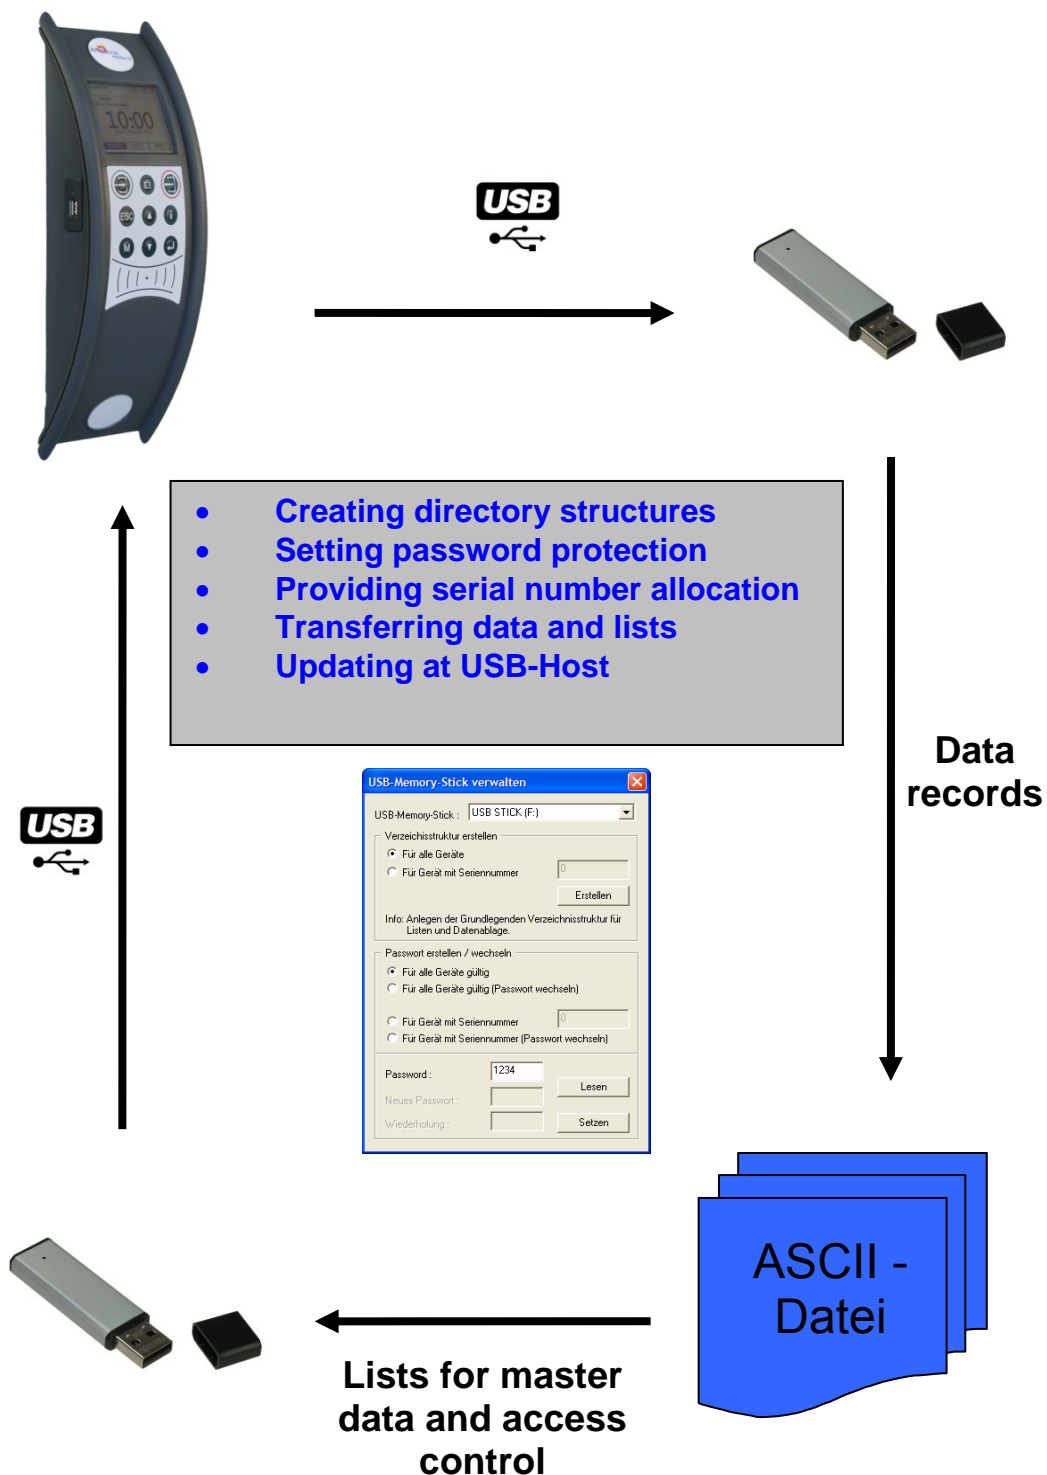 10:00
ESC
i
M
USB
• Creating directory structures
• Setting password protection
• Providing serial number allocation
• Transferring data and lists
• Updating at USB-Host
Data
records
USB
USB-Memory-Stick verwalten
USB-Memory-Stick : USB STICK (F:)
Verzeichisstruktur erstellen
Für alle Geräte
Für Gerät mit Seriennummer 0
Erstellen
Info: Anlegen der Grundlegenden Verzeichnisstruktur für
Listen und Datenablage.
Passwort erstellen / wechseln
Für alle Geräte gültig
Für alle Geräte gültig (Passwort wechseln)
Für Gerät mit Seriennummer 0
Für Gerät mit Seriennummer (Passwort wechseln)
Password : 1234
Lesen
Neues Passwort :
Wiederholung :
Setzen
ASCII -
Datei
Lists for master
data and access
control